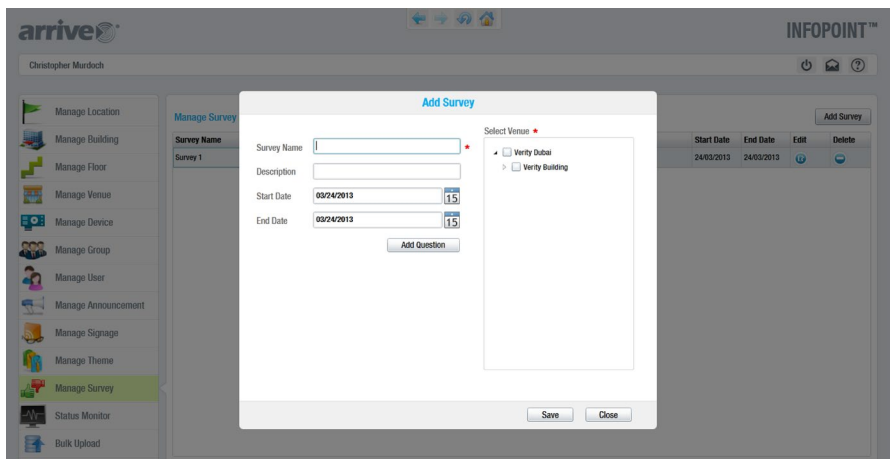 arrive
INFOPOINT™
Christopher Murdoch
Manage Location
Manage Building
Manage Floor
Manage Venue
Manage Device
Manage Group
Manage User
Manage Announcement
Manage Signage
Manage Theme
Manage Survey
Status Monitor
Bulk Upload
Manage Survey
Add Survey
Survey Name Start Date End Date Edit Delete
Survey 1 24/03/2013 24/03/2013
Add Survey
Survey Name *
Description
Start Date 03/24/2013 15
End Date 03/24/2013 15
Add Question
Select Venue *
Verity Dubai
Verity Building
Save Close